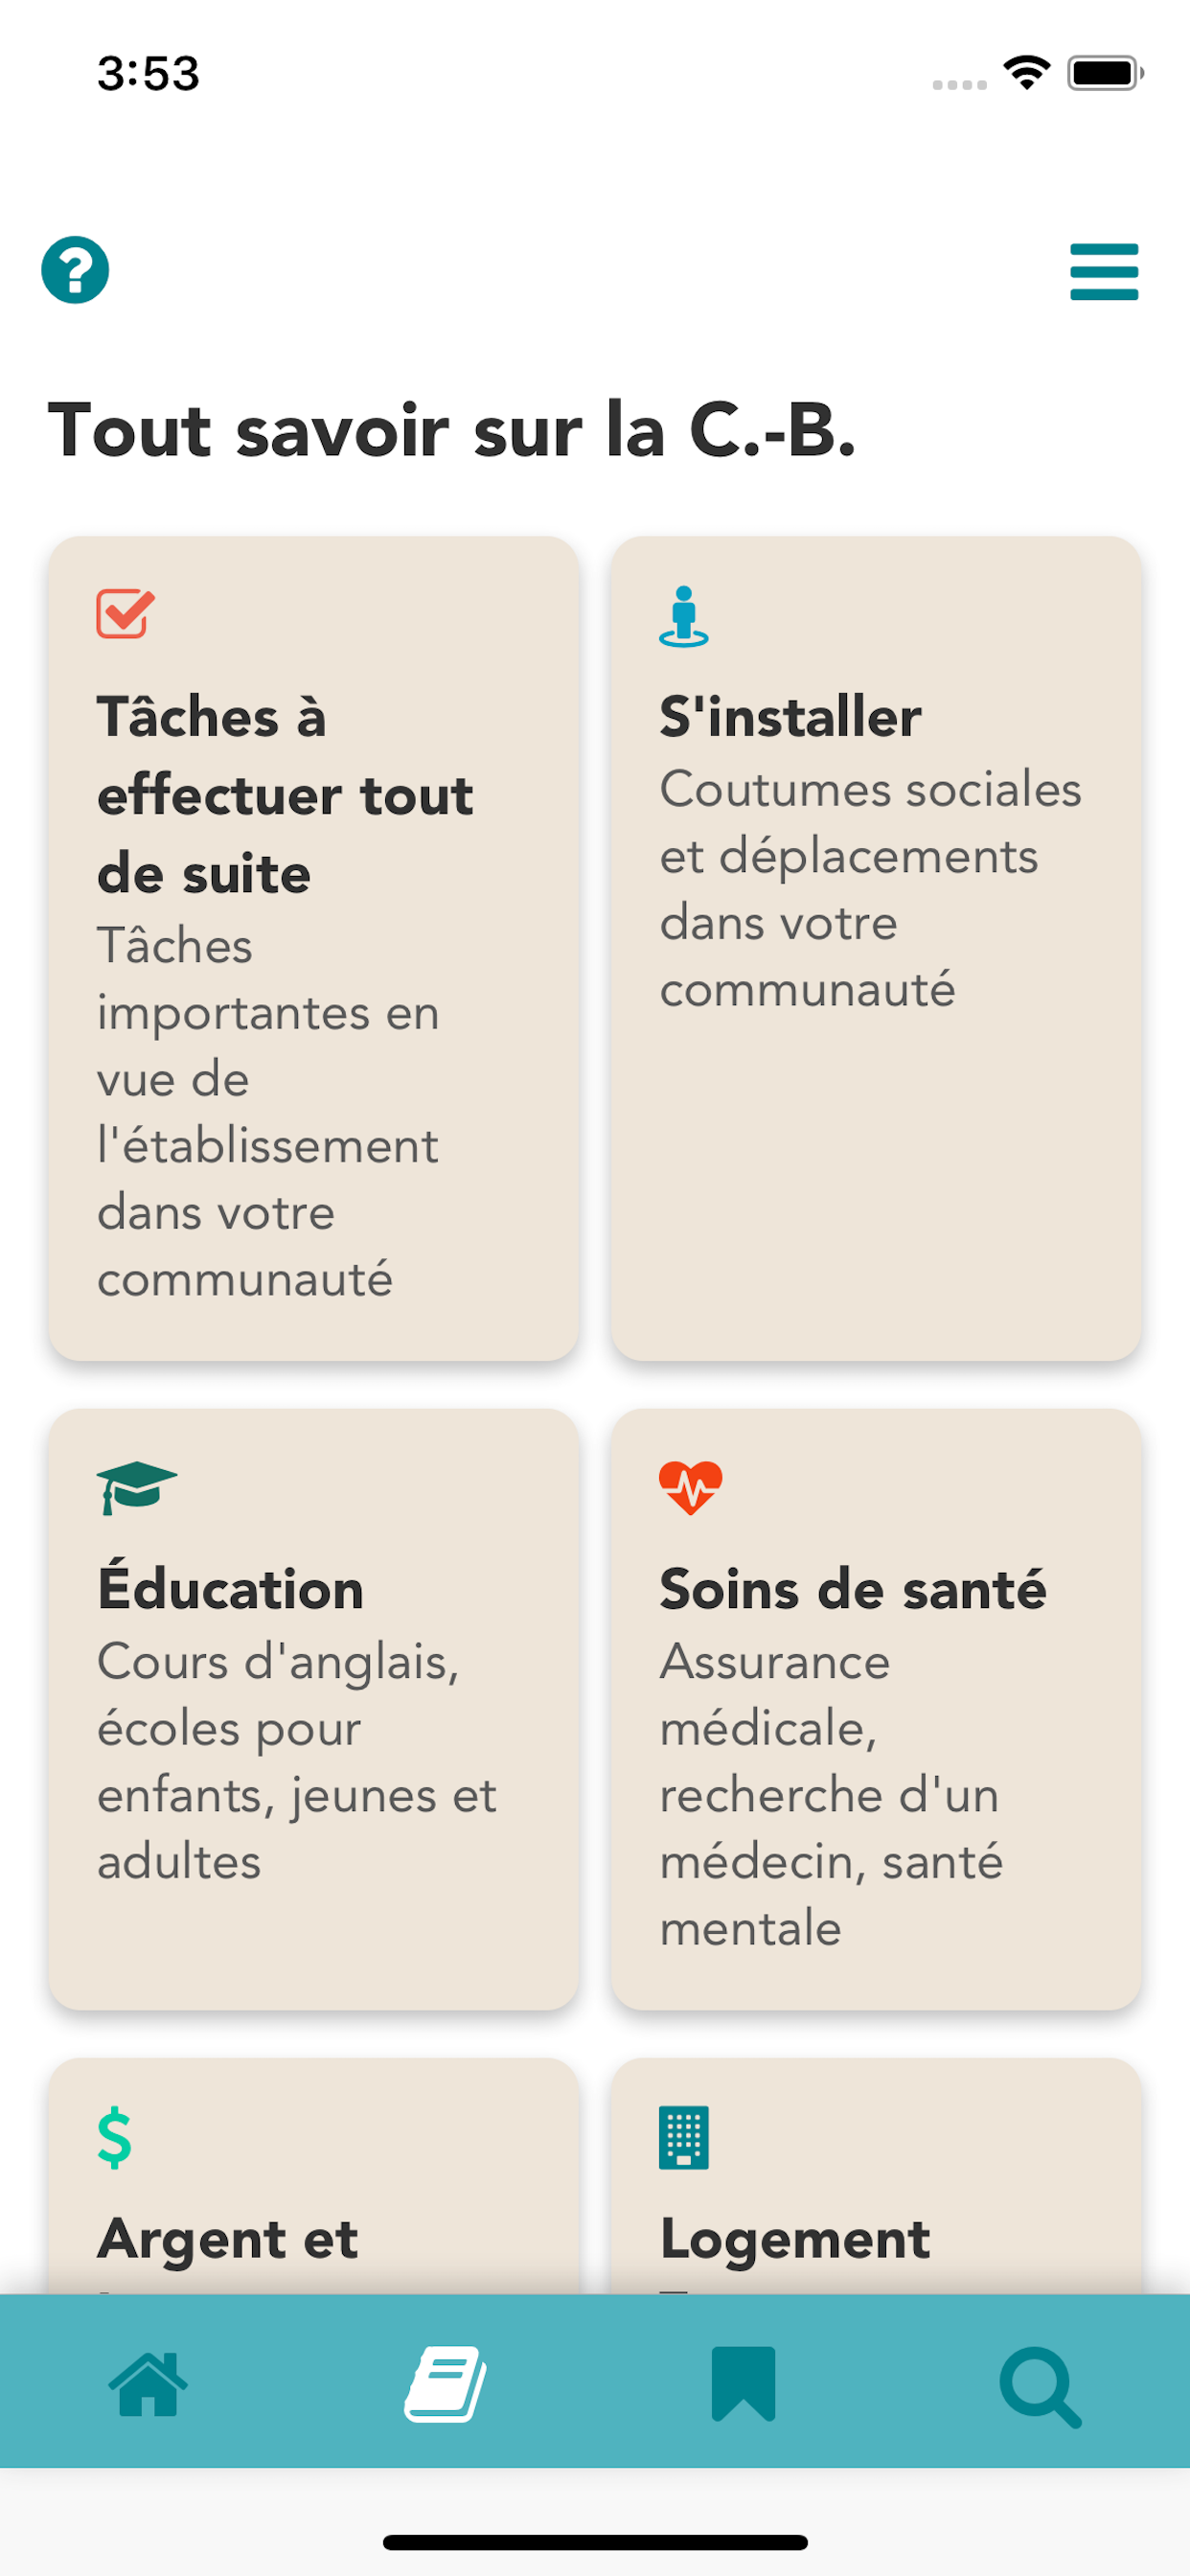 3:53
Tout savoir sur la C.-B.
Tâches à
effectuer tout
de suite
Tâches
importantes en
vue de
l'établissement
dans votre
communauté
S'installer
Coutumes sociales
et déplacements
dans votre
communauté
Éducation
Cours d'anglais,
écoles pour
enfants, jeunes et
adultes
Soins de santé
Assurance
médicale,
recherche d'un
médecin, santé
mentale
Argent et
Logement